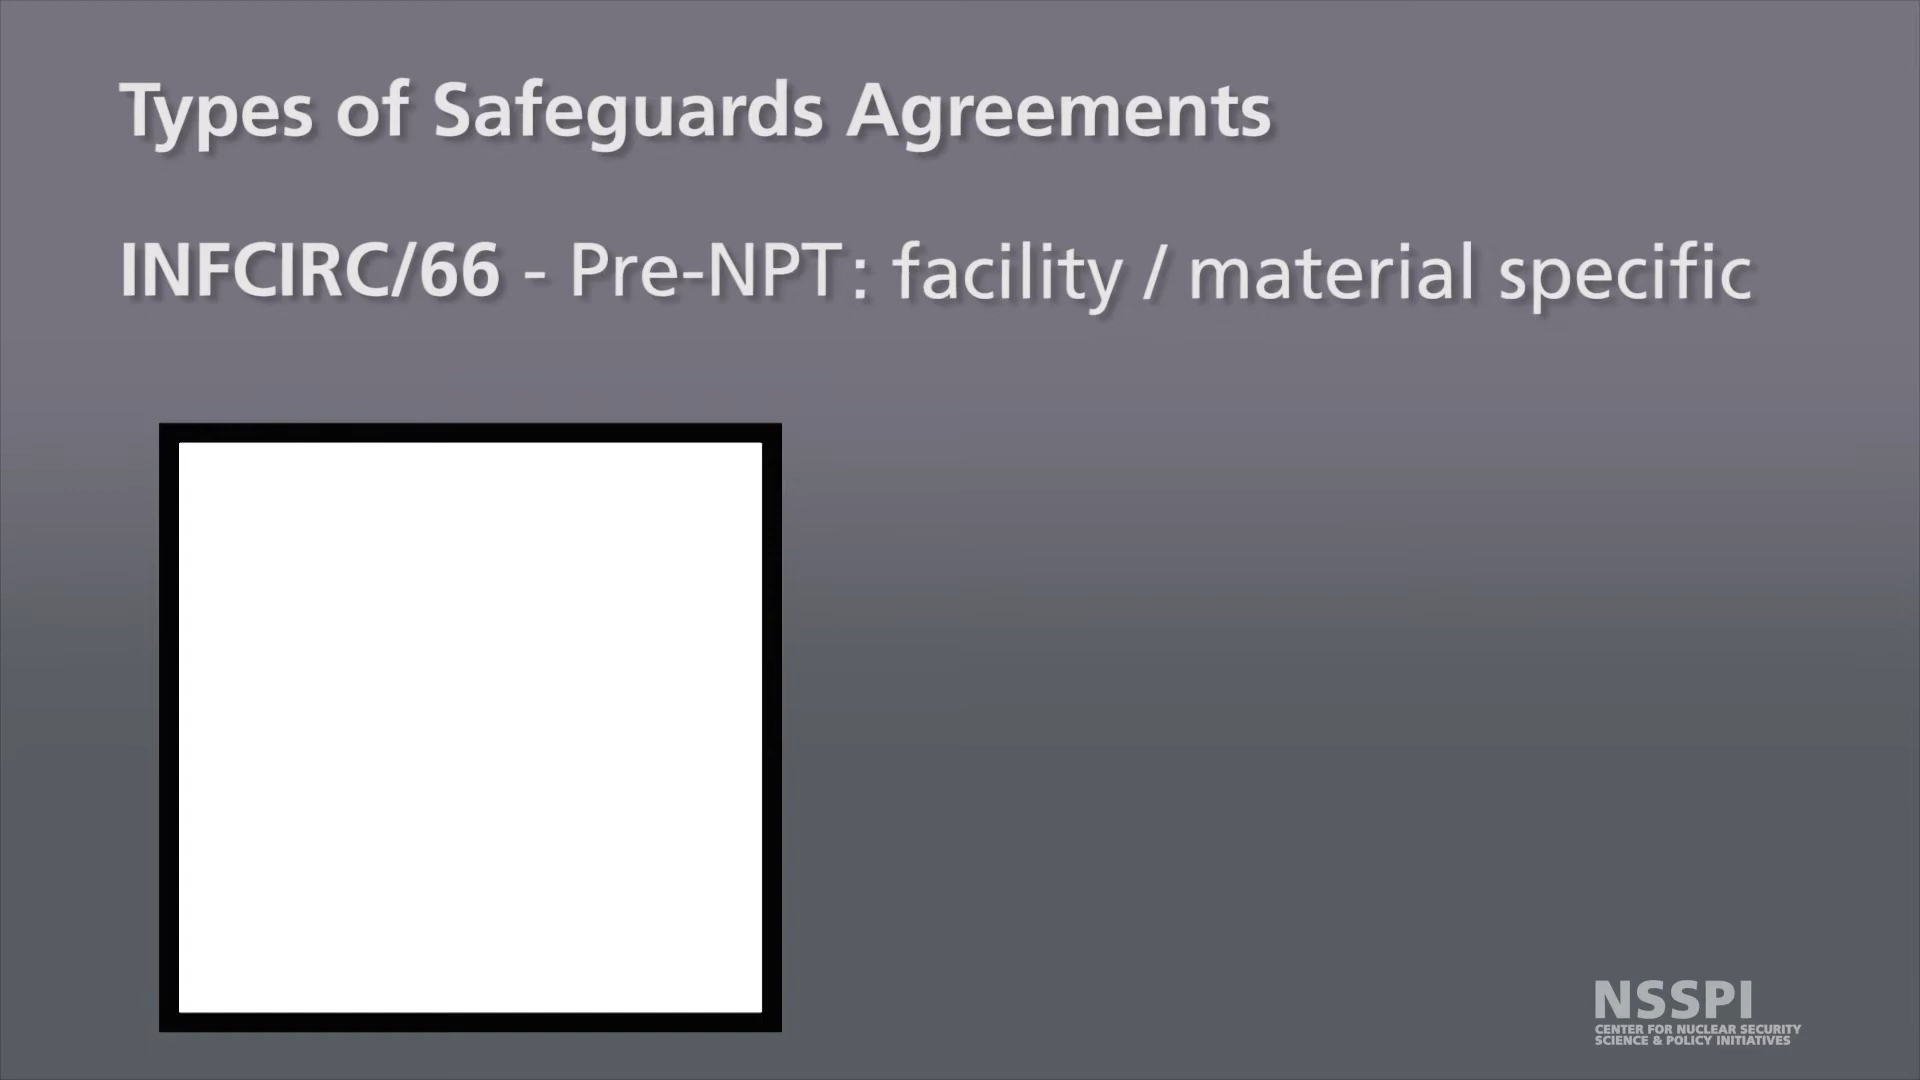 Types of Safeguards Agreements
INFCIRC/66 - Pre-NPT: facility / material specific
NSSPI
CENTER FOR NUCLEAR SECURITY
SCIENCE & POLICY INITIATIVES